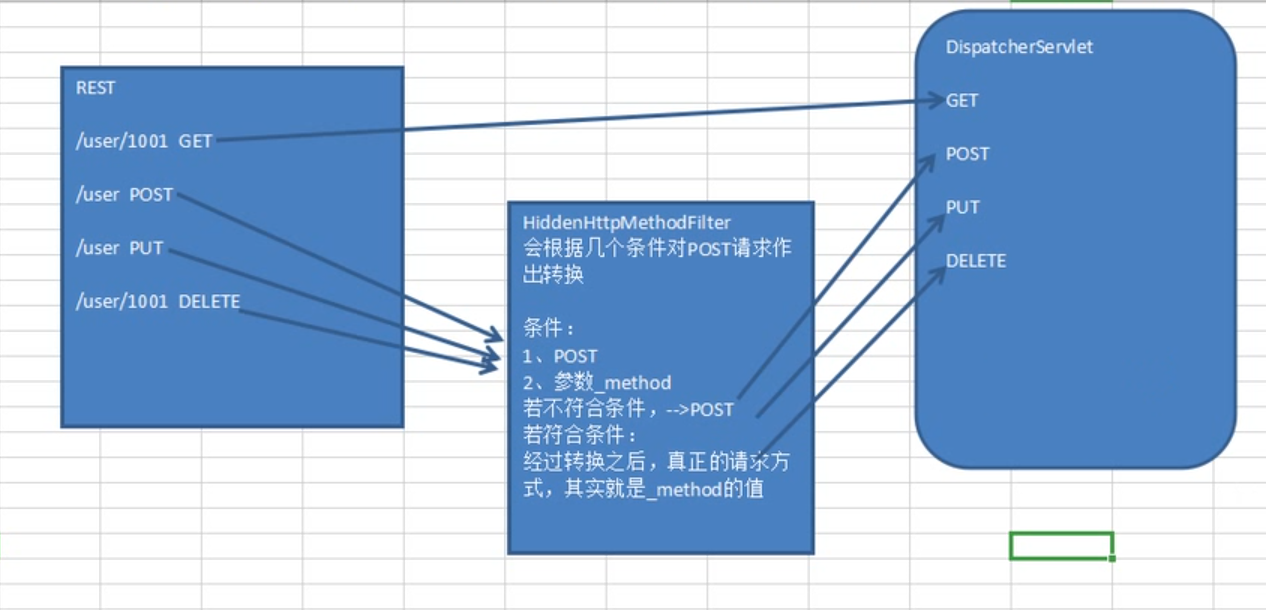 REST
/user/1001 GET
/user POST
/user PUT
/user/1001 DELETE
HiddenHttpMethodFilter
会根据几个条件对POST请求作
出转换
条件：
1、POST
2、参数_method
若不符合条件，-->POST
若符合条件：
经过转换之后，真正的请求方
式，其实就是_method的值
DispatcherServlet
GET
POST
PUT
DELETE